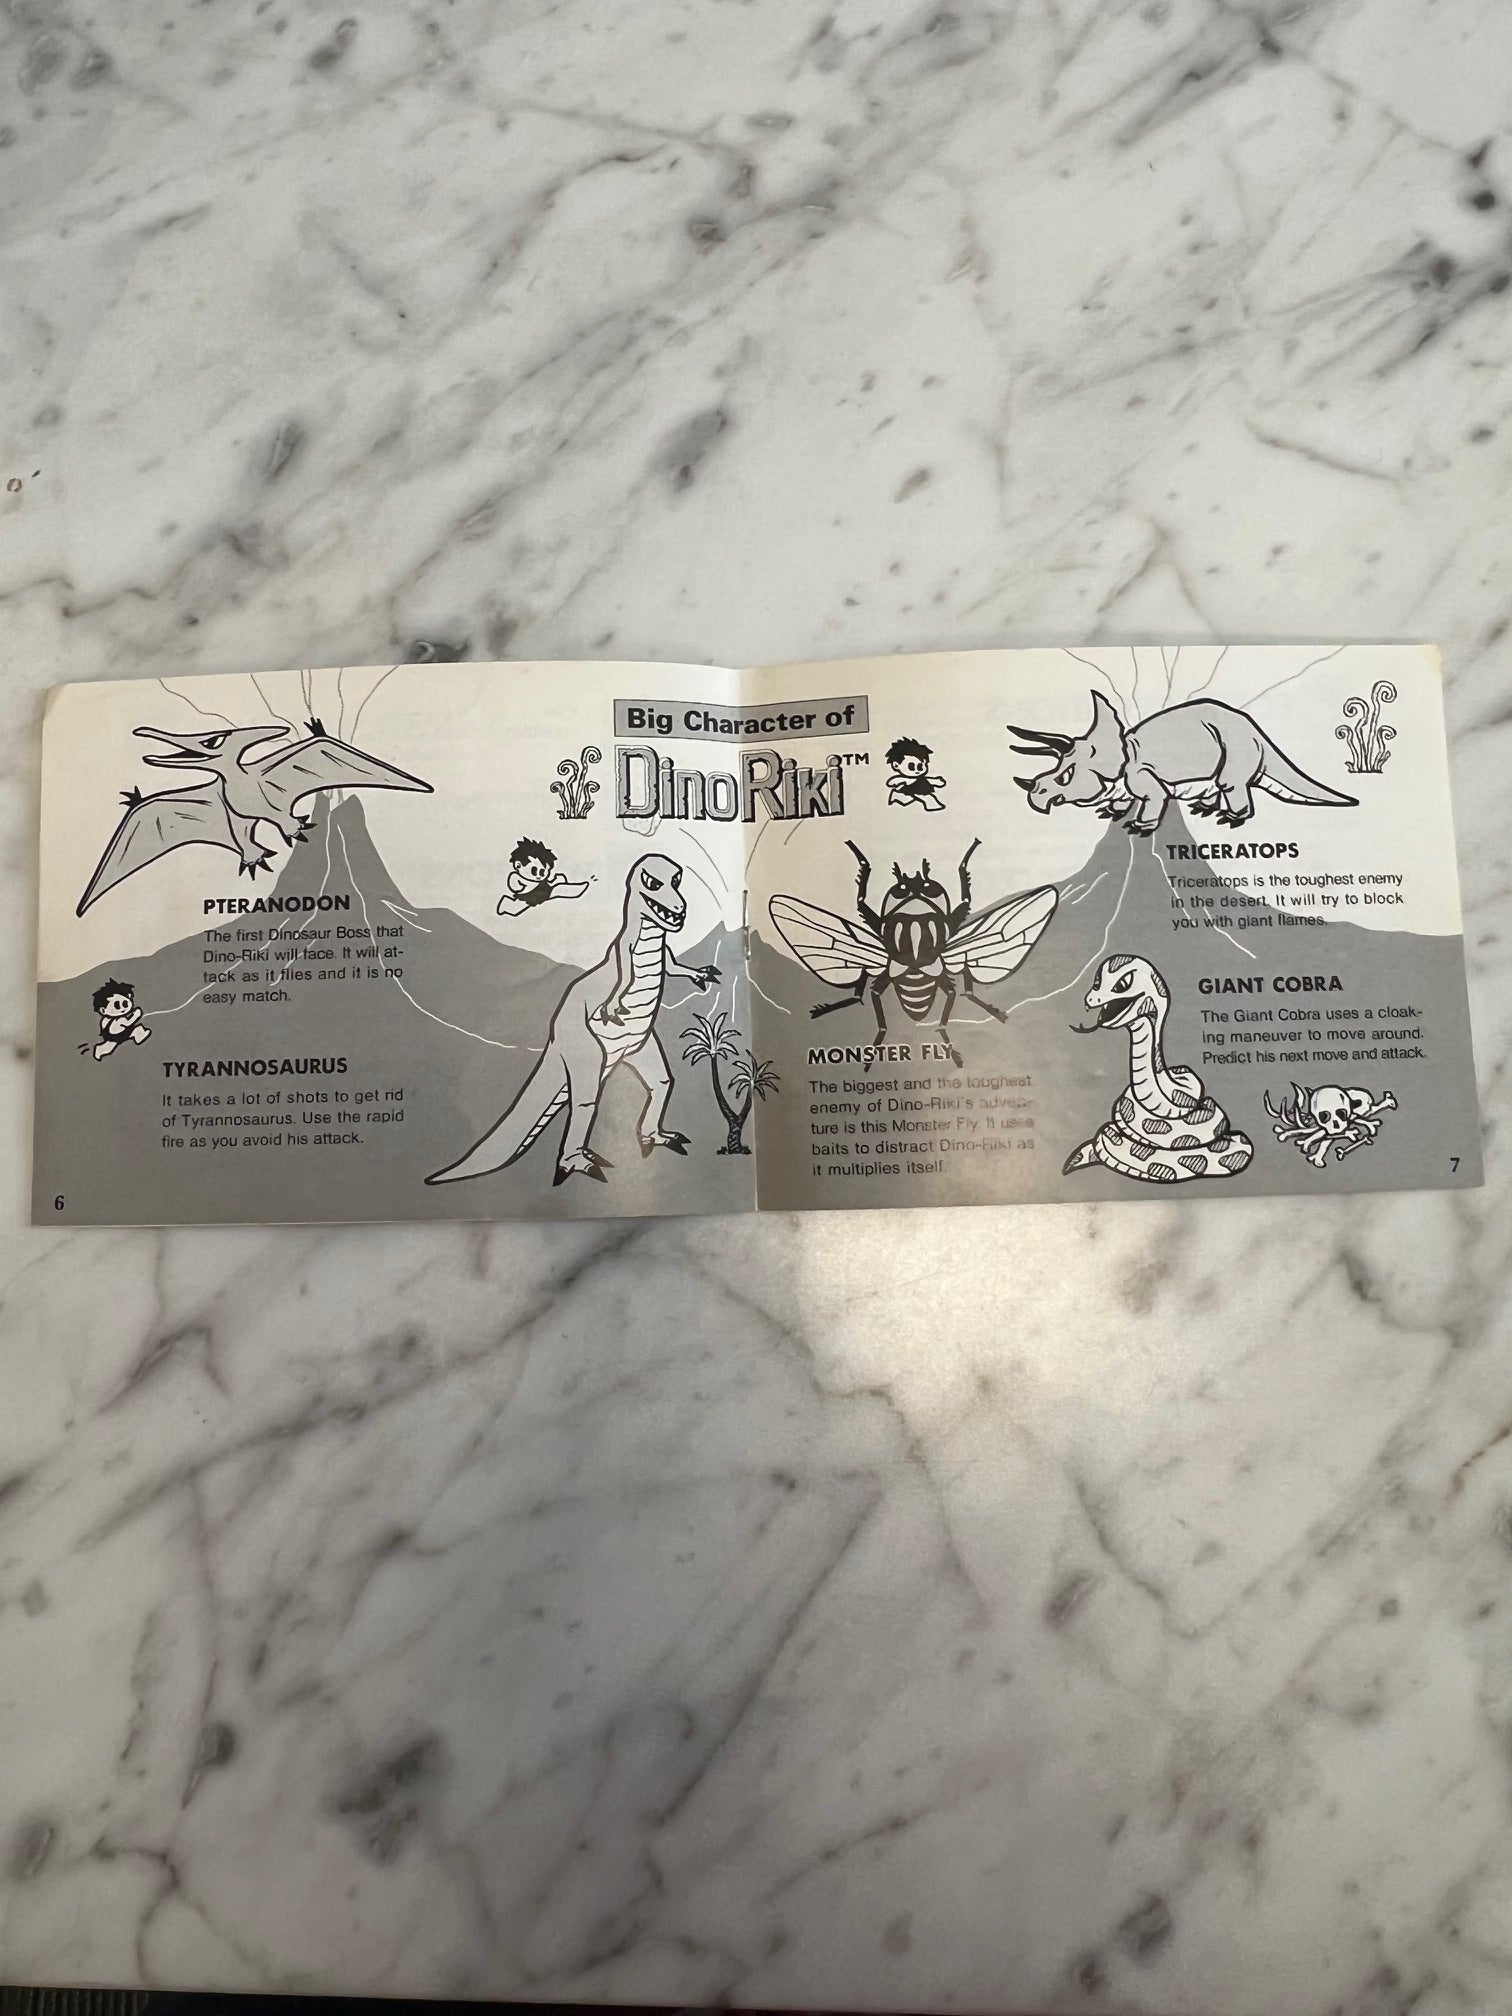 Big Character of
DinoRiki™
PTERANODON
The first Dinosaur Boss that
Dino-Riki will face. It will at-
tack as it flies and it is no
easy match.
TYRANNOSAURUS
It takes a lot of shots to get rid
of Tyrannosaurus. Use the rapid
fire as you avoid his attack.
6
MONSTER FLY
The biggest and the toughest
enemy of Dino-Riki's adven-
ture is this Monster Fly. It uses
baits to distract Dino-Riki as
it multiplies itself.
TRICERATOPS
Triceratops is the toughest enemy
in the desert. It will try to block
you with giant flames.
GIANT COBRA
The Giant Cobra uses a cloak-
ing maneuver to move around.
Predict his next move and attack.
7